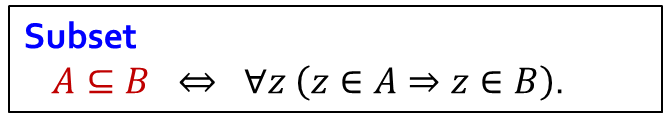 Subset
A ⊆ B ⇔ ∀z (z ∈ A ⇒ z ∈ B).